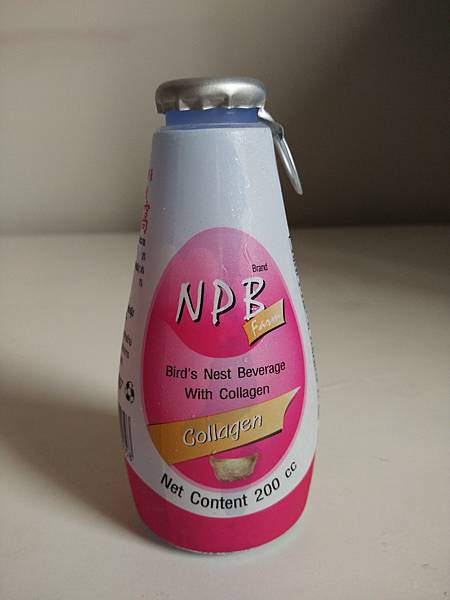 Brand
NPB
Farm
Bird's Nest Beverage
With Collagen
Collagen
Net Content 200 cc